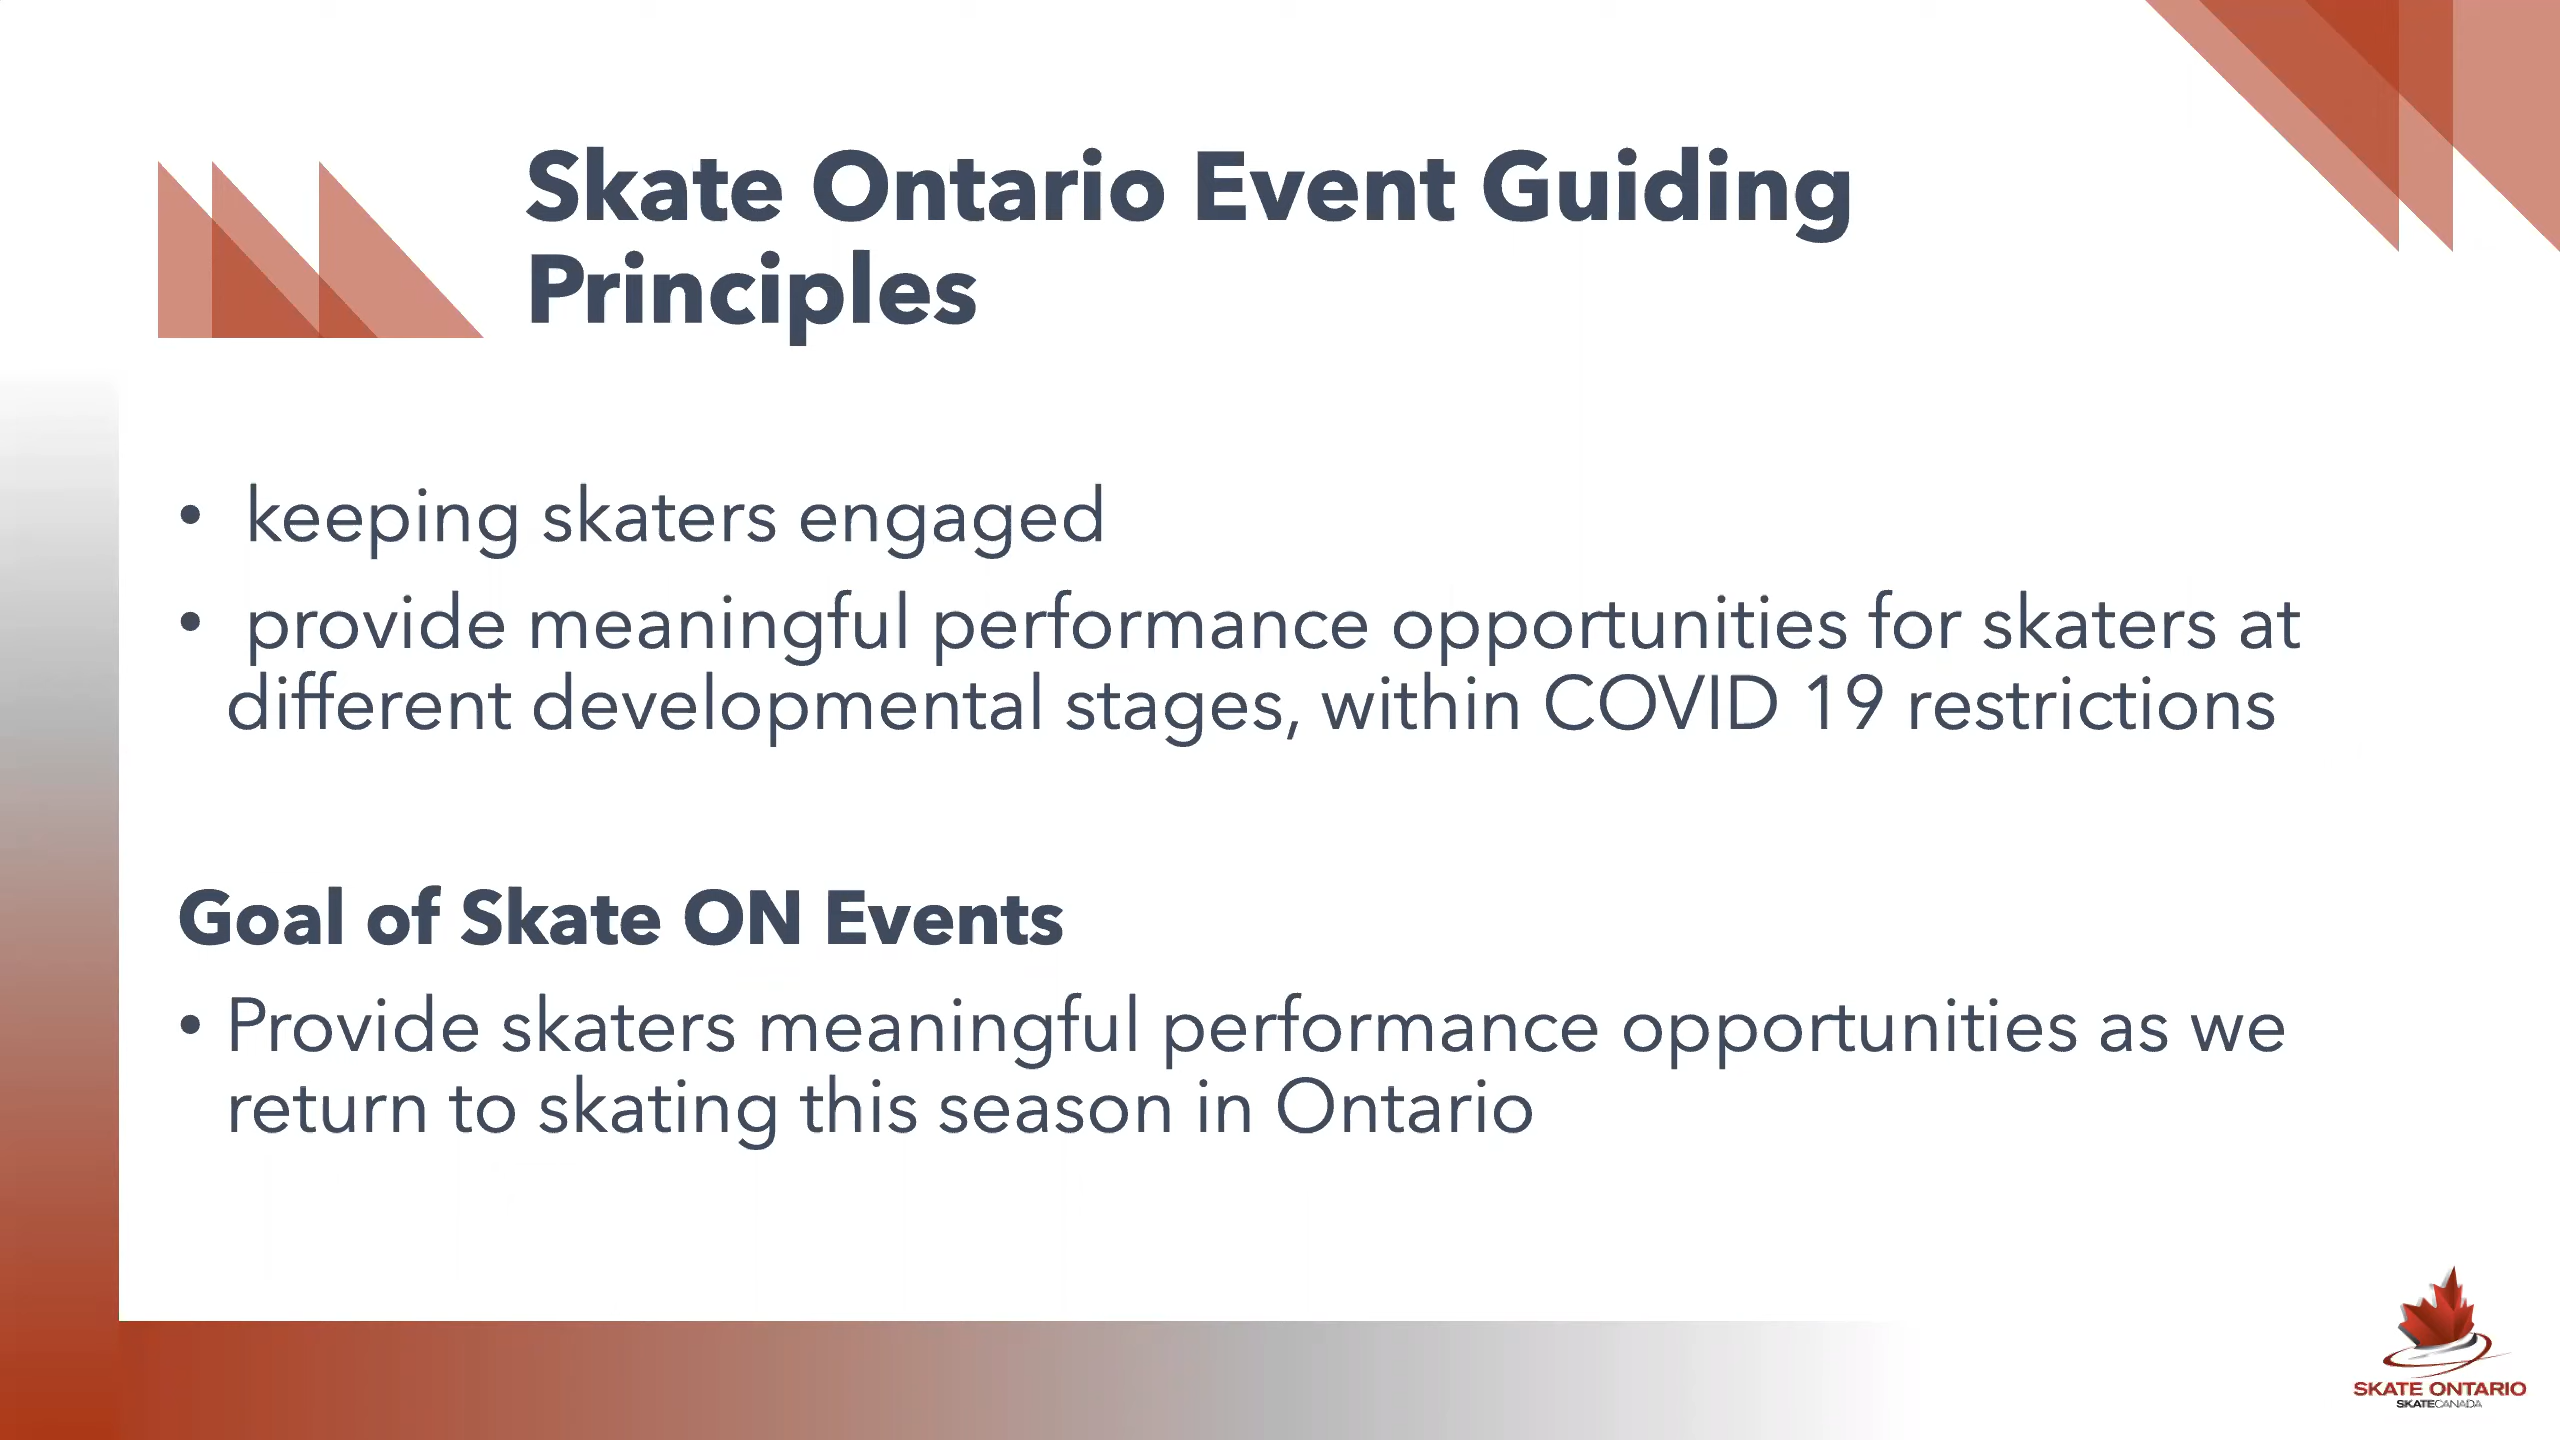 Skate Ontario Event Guiding
Principles
• keeping skaters engaged
• provide meaningful performance opportunities for skaters at
different developmental stages, within COVID 19 restrictions
Goal of Skate ON Events
• Provide skaters meaningful performance opportunities as we
return to skating this season in Ontario
SKATE ONTARIO
SKATECANADA